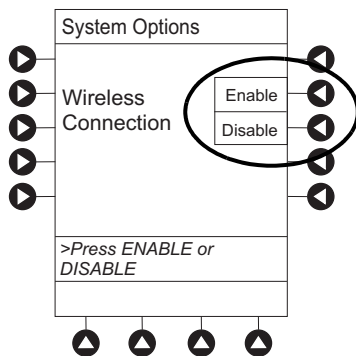 System Options
Wireless
Connection
Enable
Disable
>Press ENABLE or
DISABLE